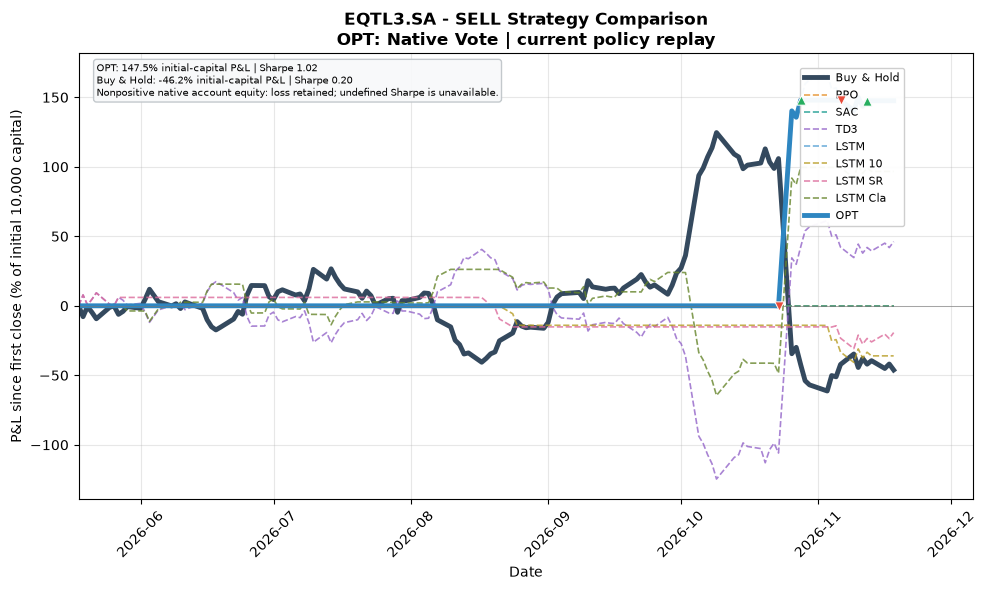 EQTL3.SA - SELL Strategy Comparison
OPT: Native Vote | current policy replay
OPT: 147.5% initial-capital P&L | Sharpe 1.02
Buy & Hold: -46.2% initial-capital P&L | Sharpe 0.20
Nonpositive native account equity: loss retained; undefined Sharpe is unavailable.
Buy & Hold
PPO
SAC
TD3
LSTM
LSTM 10
LSTM SR
LSTM Cla
OPT
P&L since first close (% of initial 10,000 capital)
150
100
50
0
−50
−100
2026-06
2026-07
2026-08
2026-09
2026-10
2026-11
2026-12
Date